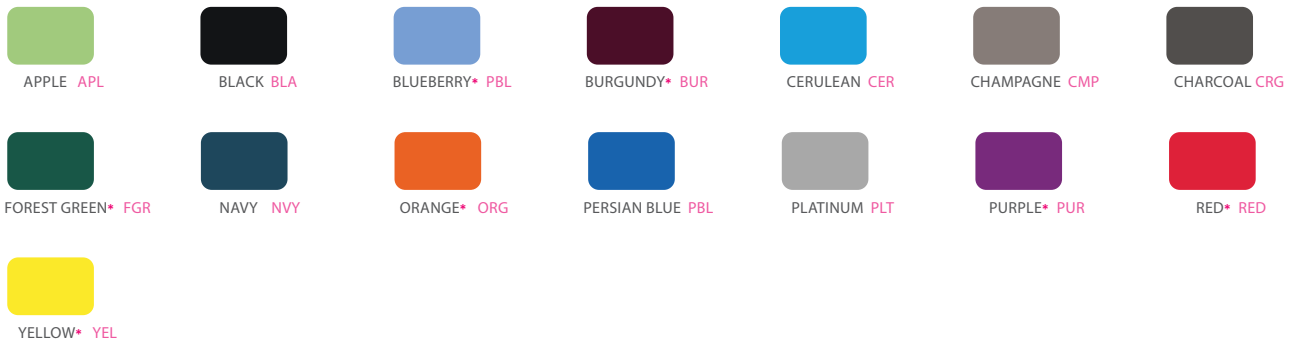 APPLE APL
BLACK BLA
BLUEBERRY* PBL
BURGUNDY* BUR
CERULEAN CER
CHAMPAGNE CMP
CHARCOAL CRG
FOREST GREEN* FGR
NAVY NVY
ORANGE* ORG
PERSIAN BLUE PBL
PLATINUM PLT
PURPLE* PUR
RED* RED
YELLOW* YEL